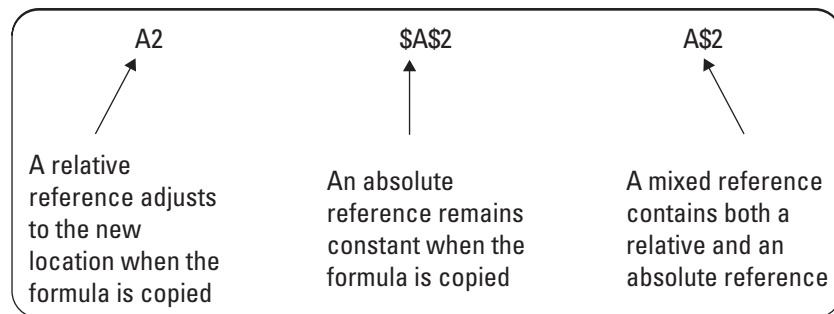 A2
$A$2
A$2
A relative
reference adjusts
to the new
location when the
formula is copied
An absolute
reference remains
constant when the
formula is copied
A mixed reference
contains both a
relative and an
absolute reference